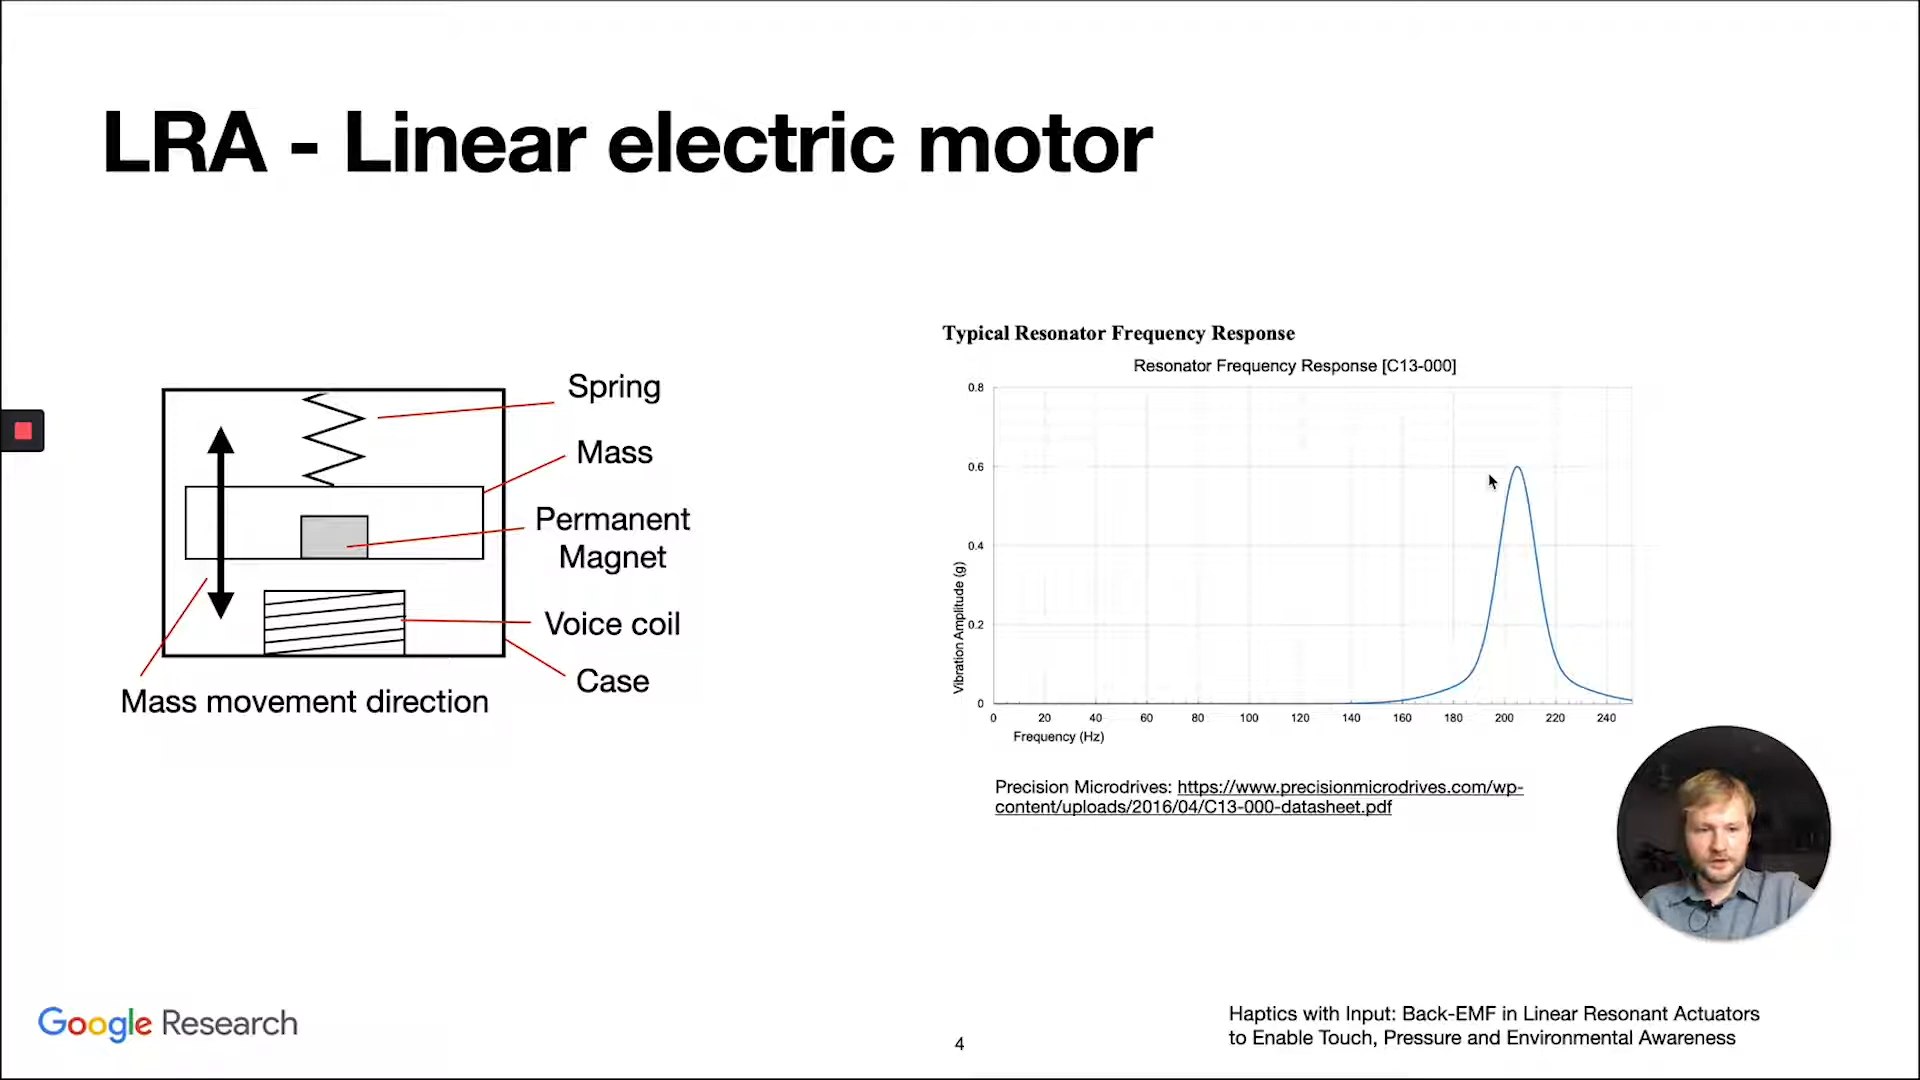 LRA - Linear electric motor
Spring
Mass
Permanent
Magnet
Voice coil
Case
Mass movement direction
Typical Resonator Frequency Response
Resonator Frequency Response [C13-000]
Vibration Amplitude (g)
0.8
0.6
0.4
0.2
0
0 20 40 60 80 100 120 140 160 180 200 220 240
Frequency (Hz)
Precision Microdrives: https://www.precisionmicrodrives.com/wp-
content/uploads/2016/04/C13-000-datasheet.pdf
Google Research
4
Haptics with Input: Back-EMF in Linear Resonant Actuators
to Enable Touch, Pressure and Environmental Awareness